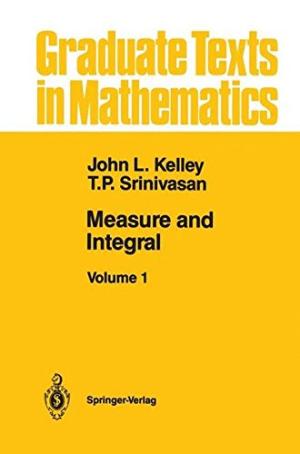 Graduate Texts
in Mathematics
John L. Kelley
T.P. Srinivasan
Measure and
Integral
Volume 1
Springer-Verlag